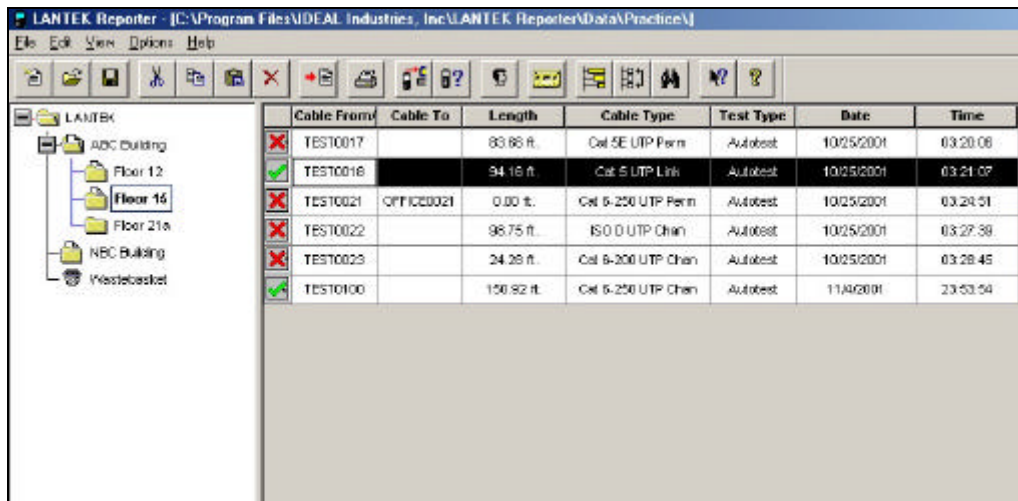 LANTEK Reporter - [C:\Program Files\IDEAL Industries, Inc\LANTEK Reporter\Data\Practice\]
File Edit View Options Help
LANTEK
ABC Building
Floor 12
Floor 16
Floor 21a
NBC Building
Wastebasket
Cable From/ Cable To Length Cable Type Test Type Date Time
TEST0017 83.66 ft. Cat 5E UTP Perm Autotest 10/25/2001 03:20:06
TEST0018 94.16 ft. Cat 5 UTP Link Autotest 10/25/2001 03:21:07
TEST0021 OFFICE0021 0.00 ft. Cat 6-250 UTP Perm Autotest 10/25/2001 03:24:51
TEST0022 98.75 ft. ISO D UTP Chan Autotest 10/25/2001 03:27:39
TEST0023 24.28 ft. Cat 6-200 UTP Chan Autotest 10/25/2001 03:28:45
TEST0100 150.92 ft. Cat 6-250 UTP Chan Autotest 11/4/2001 23:53:54